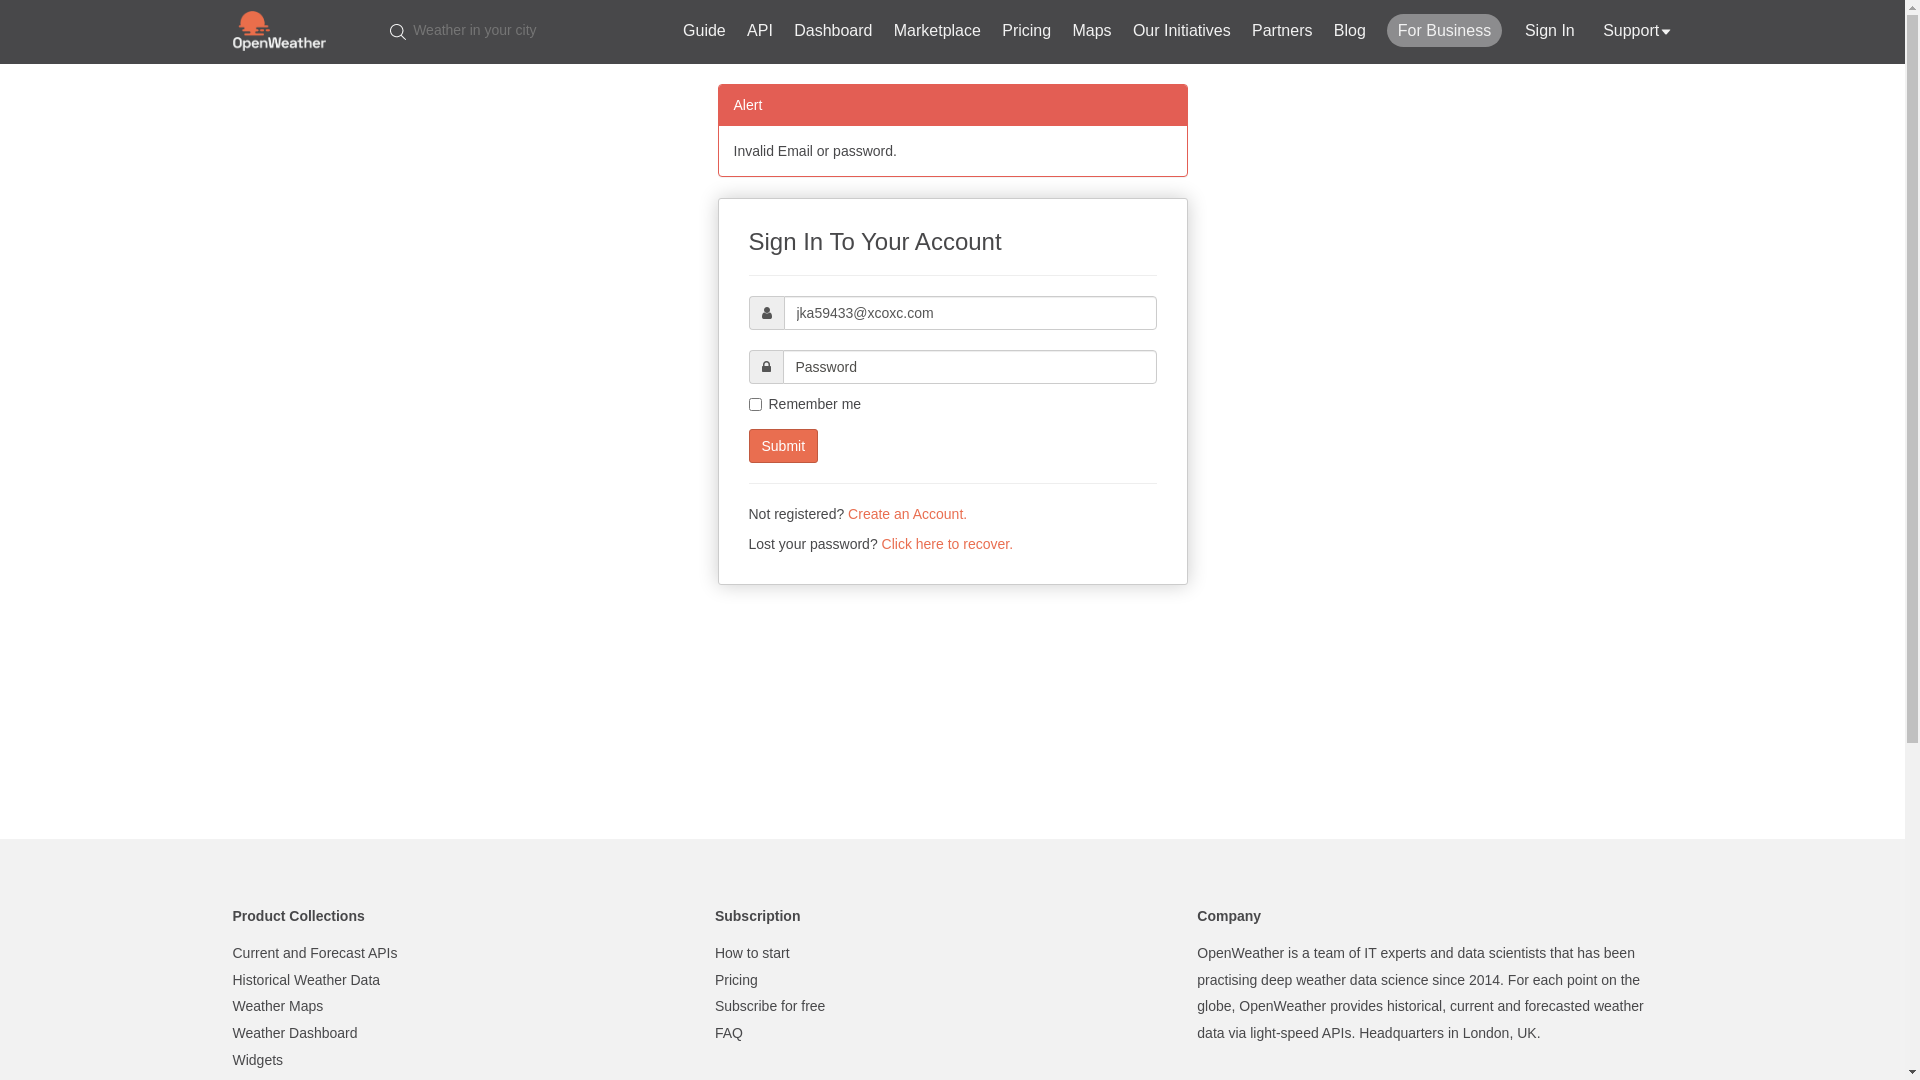 OpenWeather
Weather in your city
Guide API Dashboard Marketplace Pricing Maps Our Initiatives Partners Blog For Business Sign In Support
Alert
Invalid Email or password.
Sign In To Your Account
jka59433@xcoxc.com
Password
Remember me
Submit
Not registered? Create an Account.
Lost your password? Click here to recover.
Product Collections
Current and Forecast APIs
Historical Weather Data
Weather Maps
Weather Dashboard
Widgets
Subscription
How to start
Pricing
Subscribe for free
FAQ
Company
OpenWeather is a team of IT experts and data scientists that has been
practising deep weather data science since 2014. For each point on the
globe, OpenWeather provides historical, current and forecasted weather
data via light-speed APIs. Headquarters in London, UK.